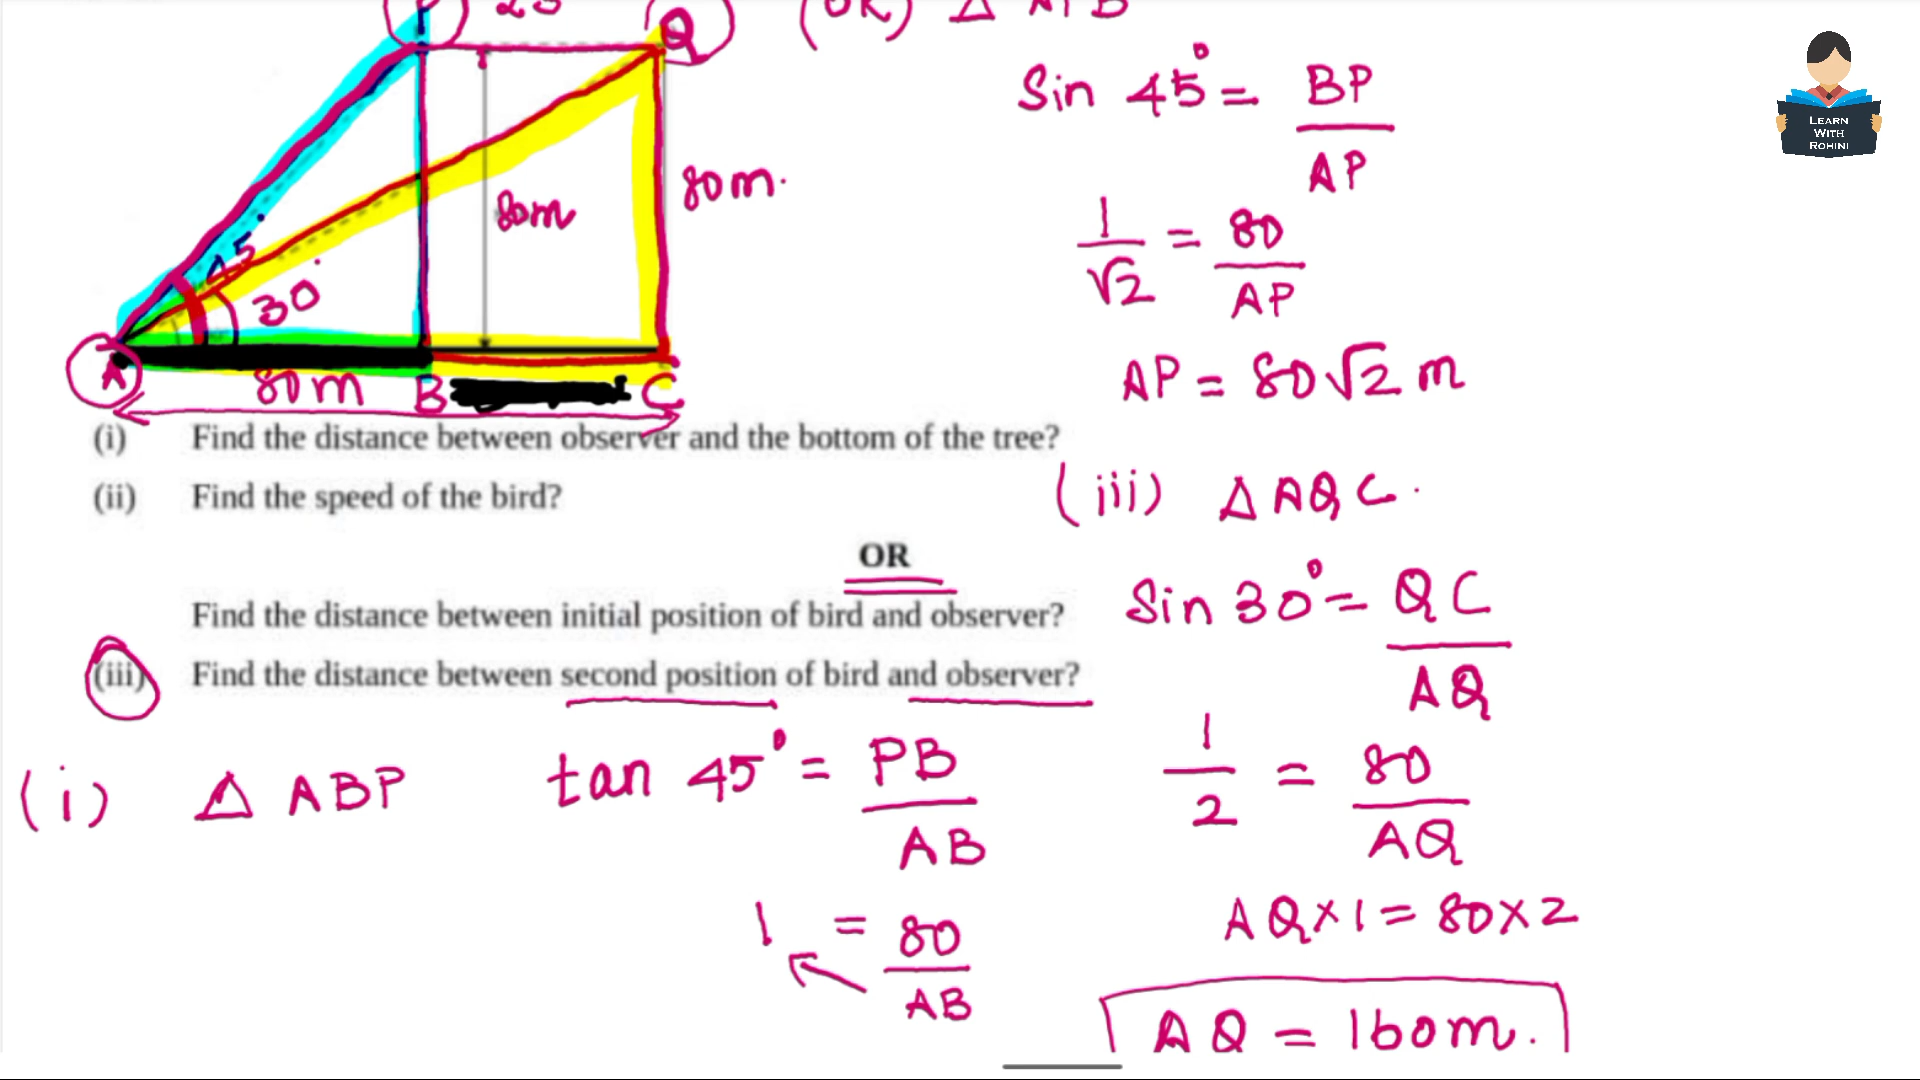 Q
Sin 45° = BP
AP
LEARN
WITH
ROHINI
80m.
80m
1 = 80
√2 AP
45°
30°
AP = 80√2 m
A 80m B C
(i) Find the distance between observer and the bottom of the tree?
(ii) Find the speed of the bird?
(iii) Δ AQC.
OR
Find the distance between initial position of bird and observer?
Sin 30° = QC
AQ
(iii) Find the distance between second position of bird and observer?
1 = 80
2 AQ
(i) Δ ABP tan 45° = PB
AB
AQ×1 = 80×2
1 = 80
AB
AQ = 160m.